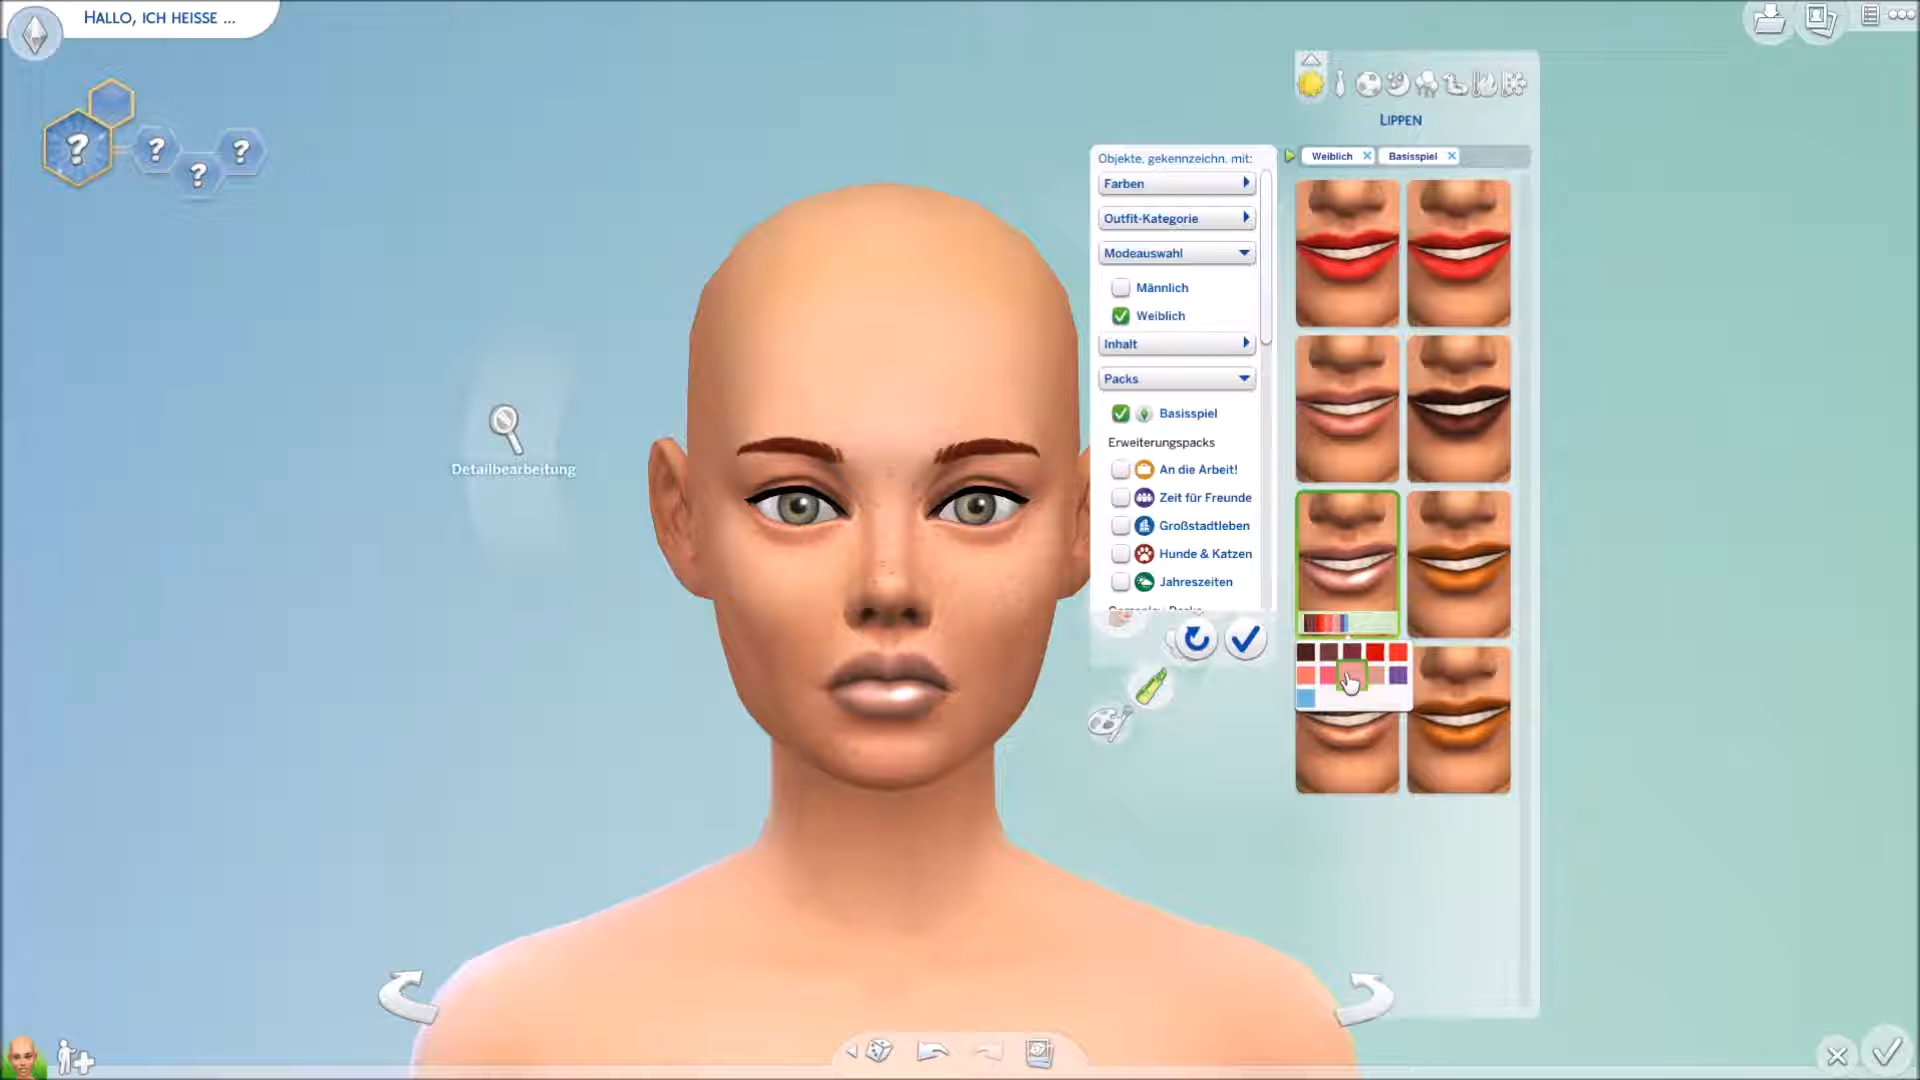 HALLO, ICH HEISSE ...
LIPPEN
Objekte, gekennzeichn. mit:
Weiblich
Basisspiel
Farben
Outfit-Kategorie
Modeauswahl
Männlich
Weiblich
Inhalt
Packs
Basisspiel
Erweiterungspacks
An die Arbeit!
Zeit für Freunde
Großstadtleben
Hunde & Katzen
Jahreszeiten
Detailbearbeitung